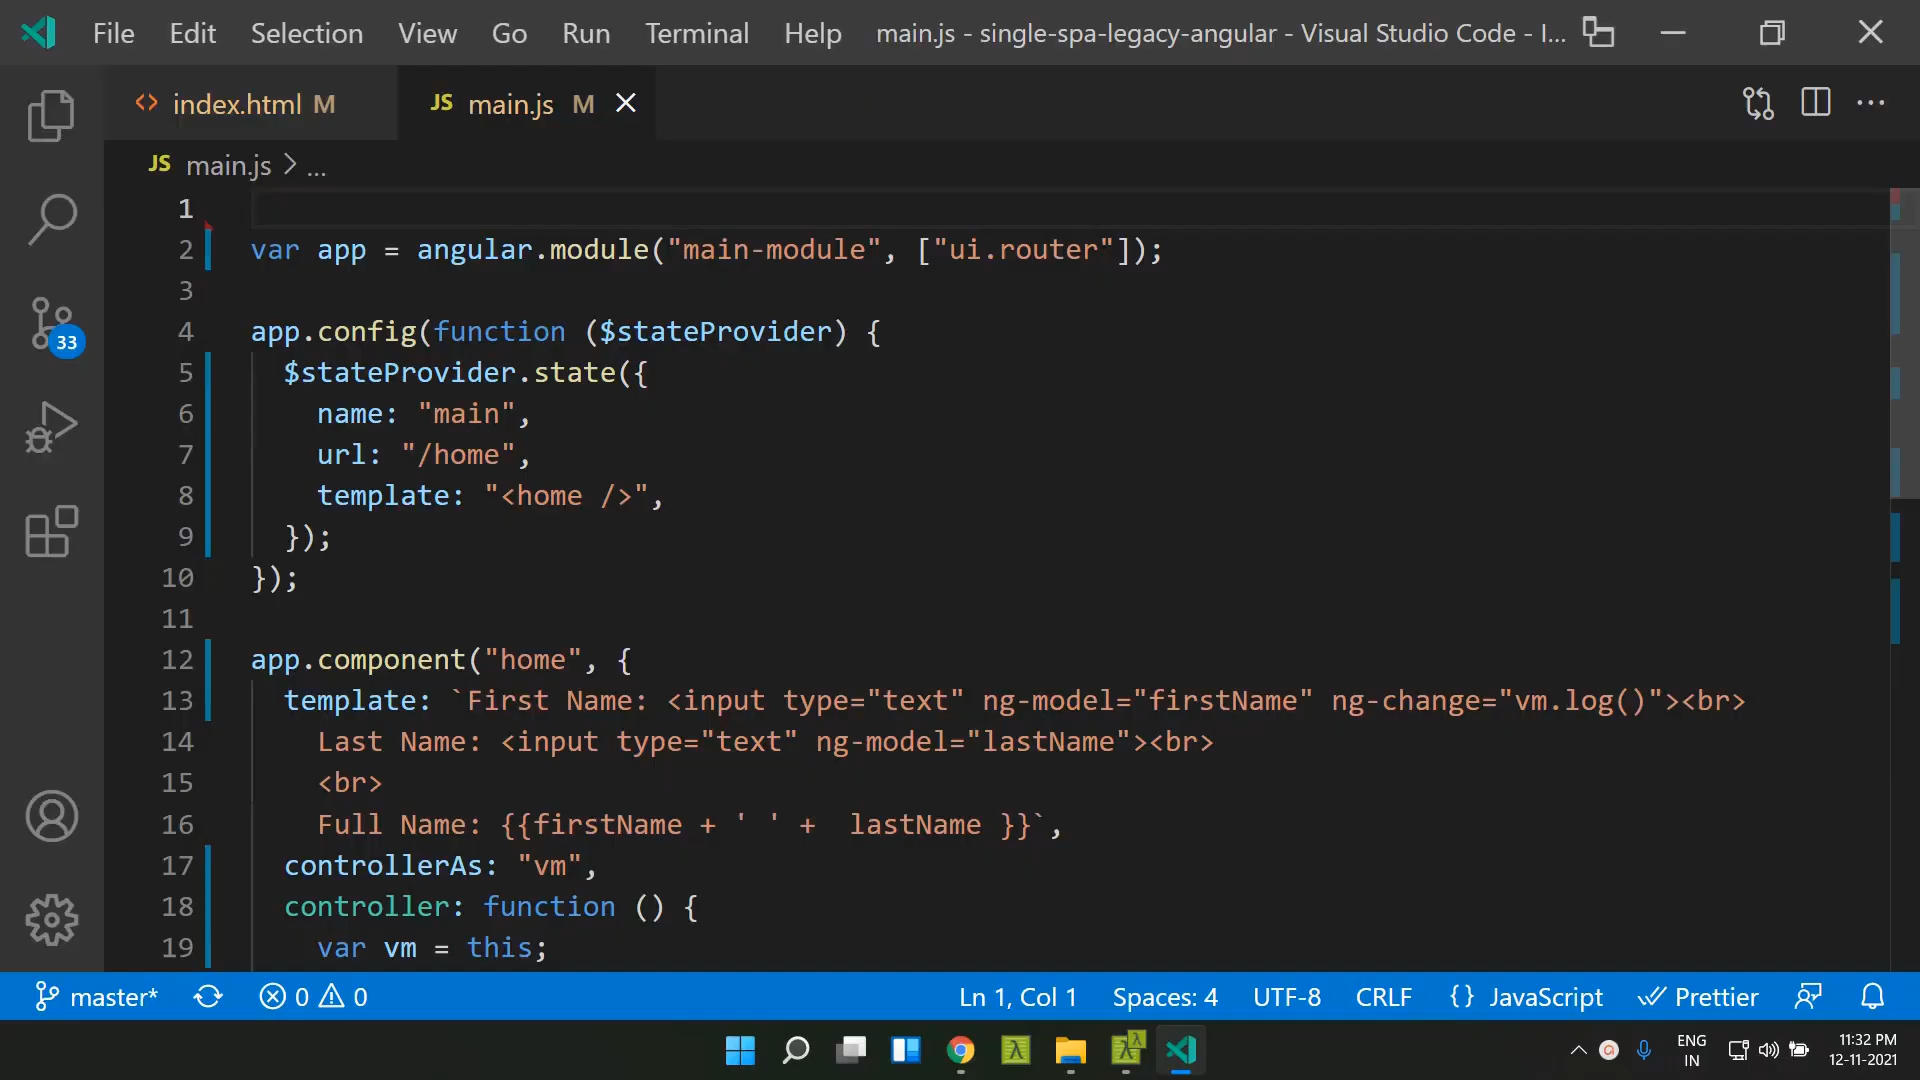 File Edit Selection View Go Run Terminal Help main.js - single-spa-legacy-angular - Visual Studio Code - I...
index.html M JS main.js M
JS main.js > ...
1
2 var app = angular.module("main-module", ["ui.router"]);
3
4 app.config(function ($stateProvider) {
5 $stateProvider.state({
6 name: "main",
7 url: "/home",
8 template: "<home />",
9 });
10 });
11
12 app.component("home", {
13 template: `First Name: <input type="text" ng-model="firstName" ng-change="vm.log()"><br>
14 Last Name: <input type="text" ng-model="lastName"><br>
15 <br>
16 Full Name: {{firstName + ' ' +  lastName }}`,
17 controllerAs: "vm",
18 controller: function () {
19 var vm = this;
33
master* 0 0 Ln 1, Col 1 Spaces: 4 UTF-8 CRLF {} JavaScript Prettier
ENG
IN
11:32 PM
12-11-2021